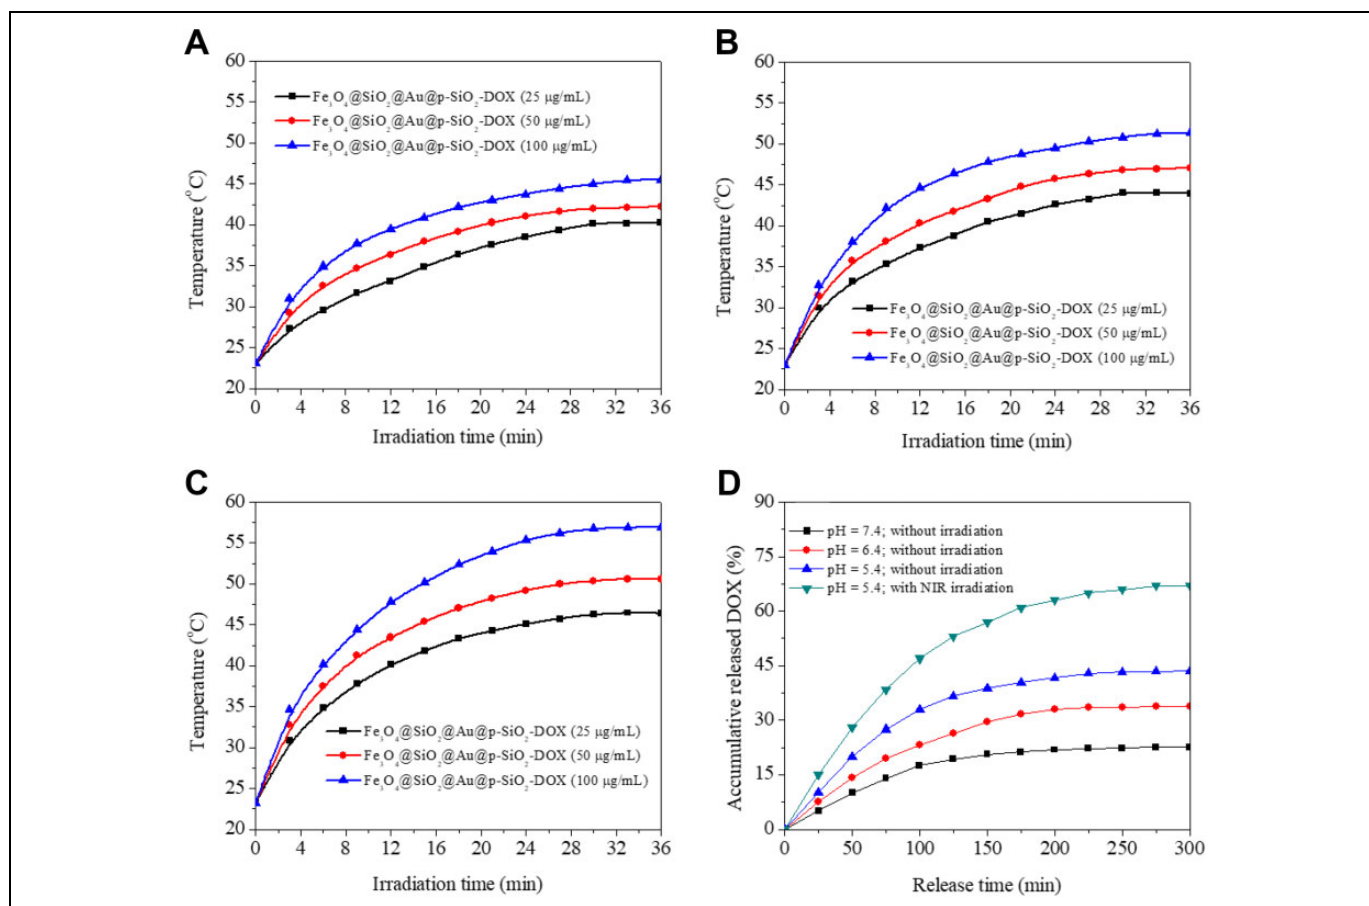 A
60
55
50
45
40
35
30
25
20
Temperature (°C)
Fe₃O₄@SiO₂@Au@p-SiO₂-DOX (25 μg/mL)
Fe₃O₄@SiO₂@Au@p-SiO₂-DOX (50 μg/mL)
Fe₃O₄@SiO₂@Au@p-SiO₂-DOX (100 μg/mL)
0 4 8 12 16 20 24 28 32 36
Irradiation time (min)
B
60
55
50
45
40
35
30
25
20
Temperature (°C)
Fe₃O₄@SiO₂@Au@p-SiO₂-DOX (25 μg/mL)
Fe₃O₄@SiO₂@Au@p-SiO₂-DOX (50 μg/mL)
Fe₃O₄@SiO₂@Au@p-SiO₂-DOX (100 μg/mL)
0 4 8 12 16 20 24 28 32 36
Irradiation time (min)
C
60
55
50
45
40
35
30
25
20
Temperature (°C)
Fe₃O₄@SiO₂@Au@p-SiO₂-DOX (25 μg/mL)
Fe₃O₄@SiO₂@Au@p-SiO₂-DOX (50 μg/mL)
Fe₃O₄@SiO₂@Au@p-SiO₂-DOX (100 μg/mL)
0 4 8 12 16 20 24 28 32 36
Irradiation time (min)
D
90
75
60
45
30
15
0
Accumulative released DOX (%)
pH = 7.4; without irradiation
pH = 6.4; without irradiation
pH = 5.4; without irradiation
pH = 5.4; with NIR irradiation
0 50 100 150 200 250 300
Release time (min)